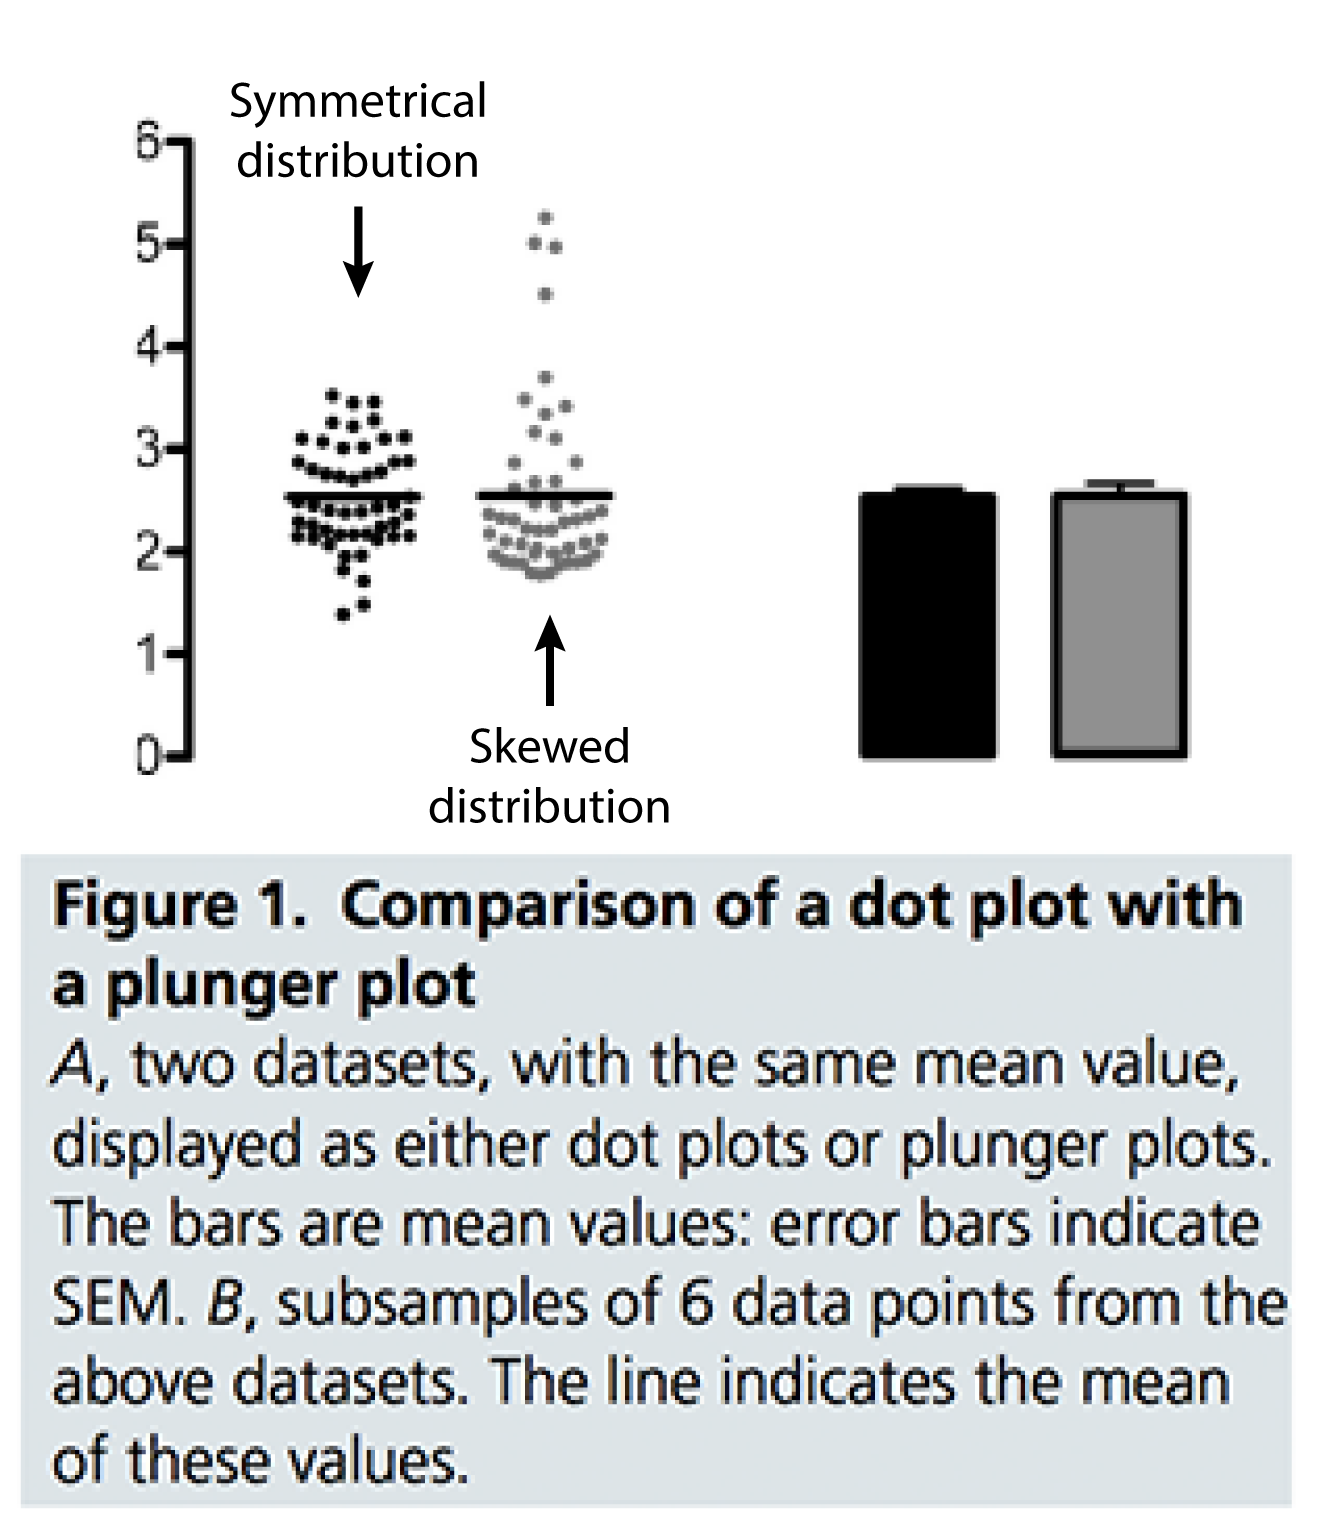 Symmetrical
distribution
6
5
4
3
2
1
0
Skewed
distribution
Figure 1. Comparison of a dot plot with
a plunger plot
A, two datasets, with the same mean value,
displayed as either dot plots or plunger plots.
The bars are mean values: error bars indicate
SEM. B, subsamples of 6 data points from the
above datasets. The line indicates the mean
of these values.